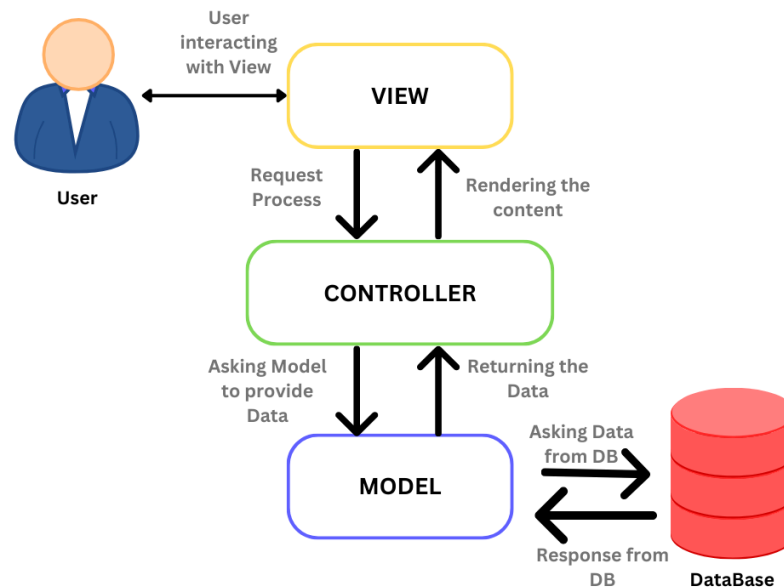 User
interacting
with View
VIEW
User
Request
Process
Rendering the
content
CONTROLLER
Asking Model
to provide
Data
Returning the
Data
MODEL
Asking Data
from DB
Response from
DB
DataBase